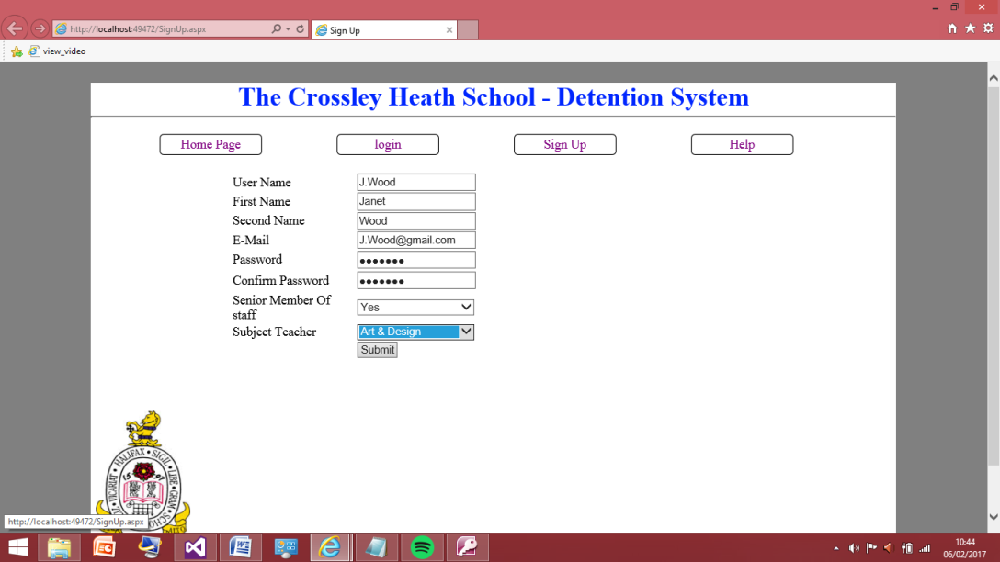 http://localhost:49472/SignUp.aspx
Sign Up
view_video
The Crossley Heath School - Detention System
Home Page
login
Sign Up
Help
User Name J.Wood
First Name Janet
Second Name Wood
E-Mail J.Wood@gmail.com
Password
Confirm Password
Senior Member Of
staff Yes
Subject Teacher Art & Design
Submit
HALIFAX SIGIL LIBE GRAM SCHO VICARIAT
http://localhost:49472/SignUp.aspx
10:44
06/02/2017